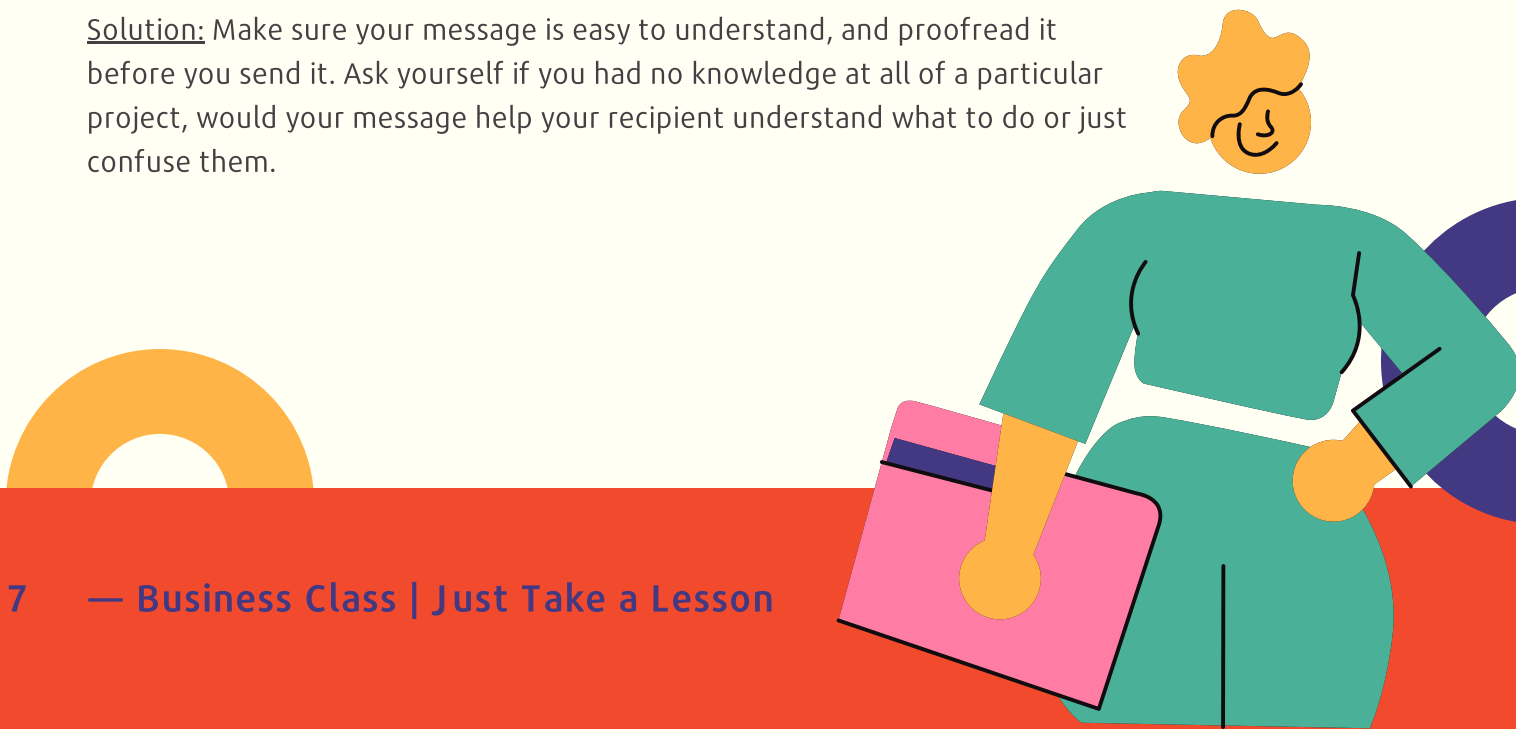 Solution: Make sure your message is easy to understand, and proofread it
before you send it. Ask yourself if you had no knowledge at all of a particular
project, would your message help your recipient understand what to do or just
confuse them.
7 — Business Class | Just Take a Lesson